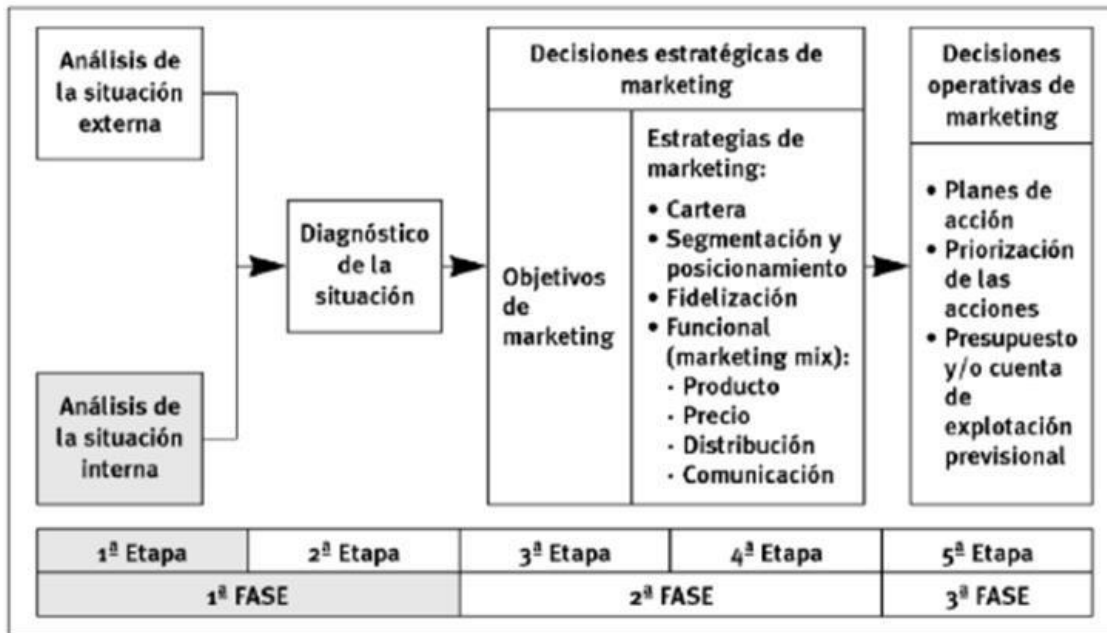 Análisis de
la situación
externa
Análisis de
la situación
interna
Diagnóstico
de la
situación
Decisiones estratégicas de
marketing
Objetivos
de
marketing
Estrategias de
marketing:
• Cartera
• Segmentación y
posicionamiento
• Fidelización
• Funcional
(marketing mix):
- Producto
- Precio
- Distribución
- Comunicación
Decisiones
operativas de
marketing
• Planes de
acción
• Priorización
de las
acciones
• Presupuesto
y/o cuenta
de
explotación
previsional
1ª Etapa
2ª Etapa
3ª Etapa
4ª Etapa
5ª Etapa
1ª FASE
2ª FASE
3ª FASE